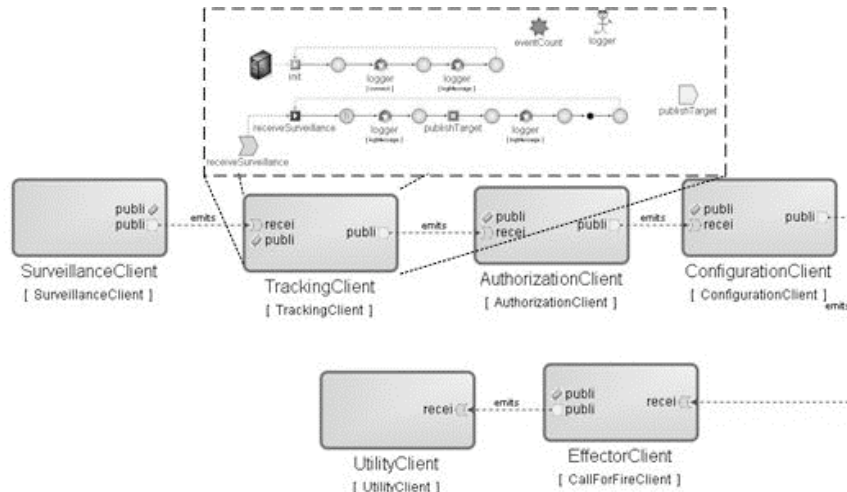 eventCount
logger
init
logger
[connect]
logger
[logMessage]
publishTarget
receiveSurveillance
logger
[logMessage]
publishTarget
logger
[logMessage]
receiveSurveillance
publi
publi
emits
recei
publi
publi
emits
publi
recei
publi
emits
publi
recei
publi
SurveillanceClient
[ SurveillanceClient ]
TrackingClient
[ TrackingClient ]
AuthorizationClient
[ AuthorizationClient ]
ConfigurationClient
[ ConfigurationClient ]
emits
recei
emits
publi
publi
recei
UtilityClient
[ UtilityClient ]
EffectorClient
[ CallForFireClient ]